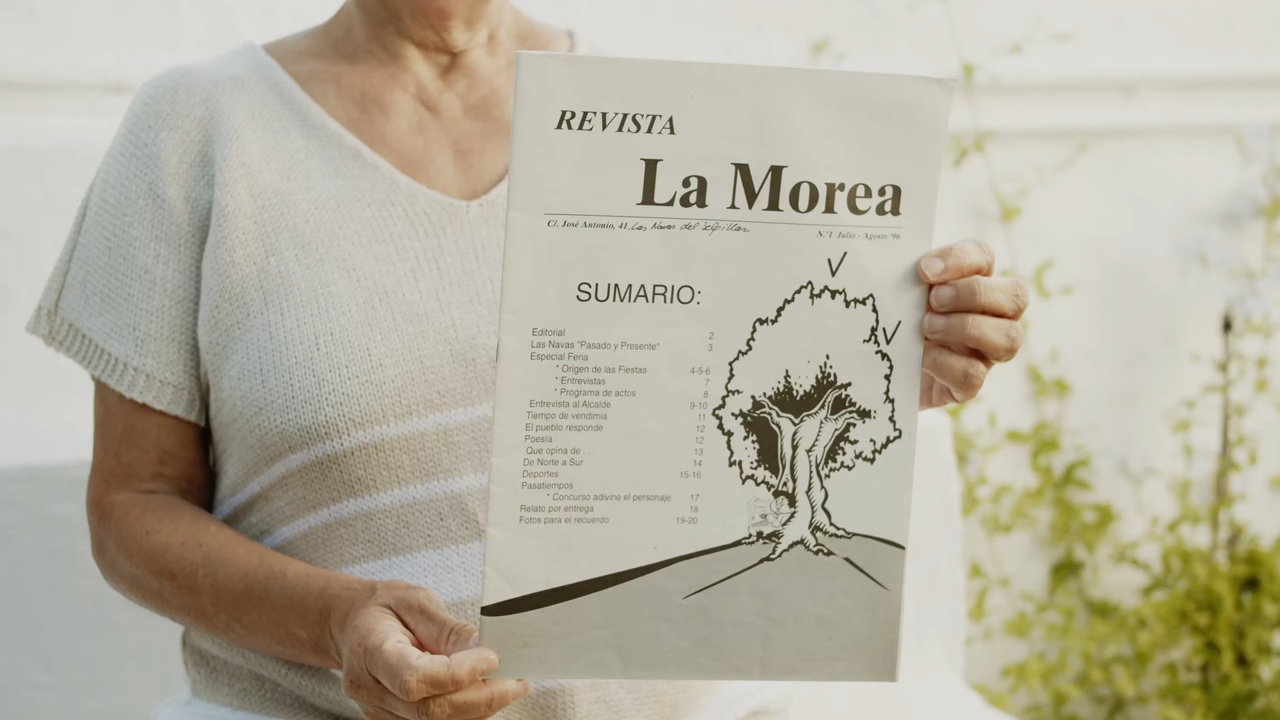 REVISTA
La Morea
C/. José Antonio, 41, Las Navas del Selpillar.
N.º 1. Julio - Agosto '96
SUMARIO:
Editorial 2
Las Navas "Pasado y Presente" 3
Especial Feria
* Origen de las Fiestas 4-5-6
* Entrevistas 7
* Programa de actos 8
Entrevista al Alcalde 9-10
Tiempo de vendimia 11
El pueblo responde 12
Poesía 12
Que opina de . . . 13
De Norte a Sur 14
Deportes 15-16
Pasatiempos
* Concurso adivine el personaje 17
Relato por entrega 18
Fotos para el recuerdo 19-20